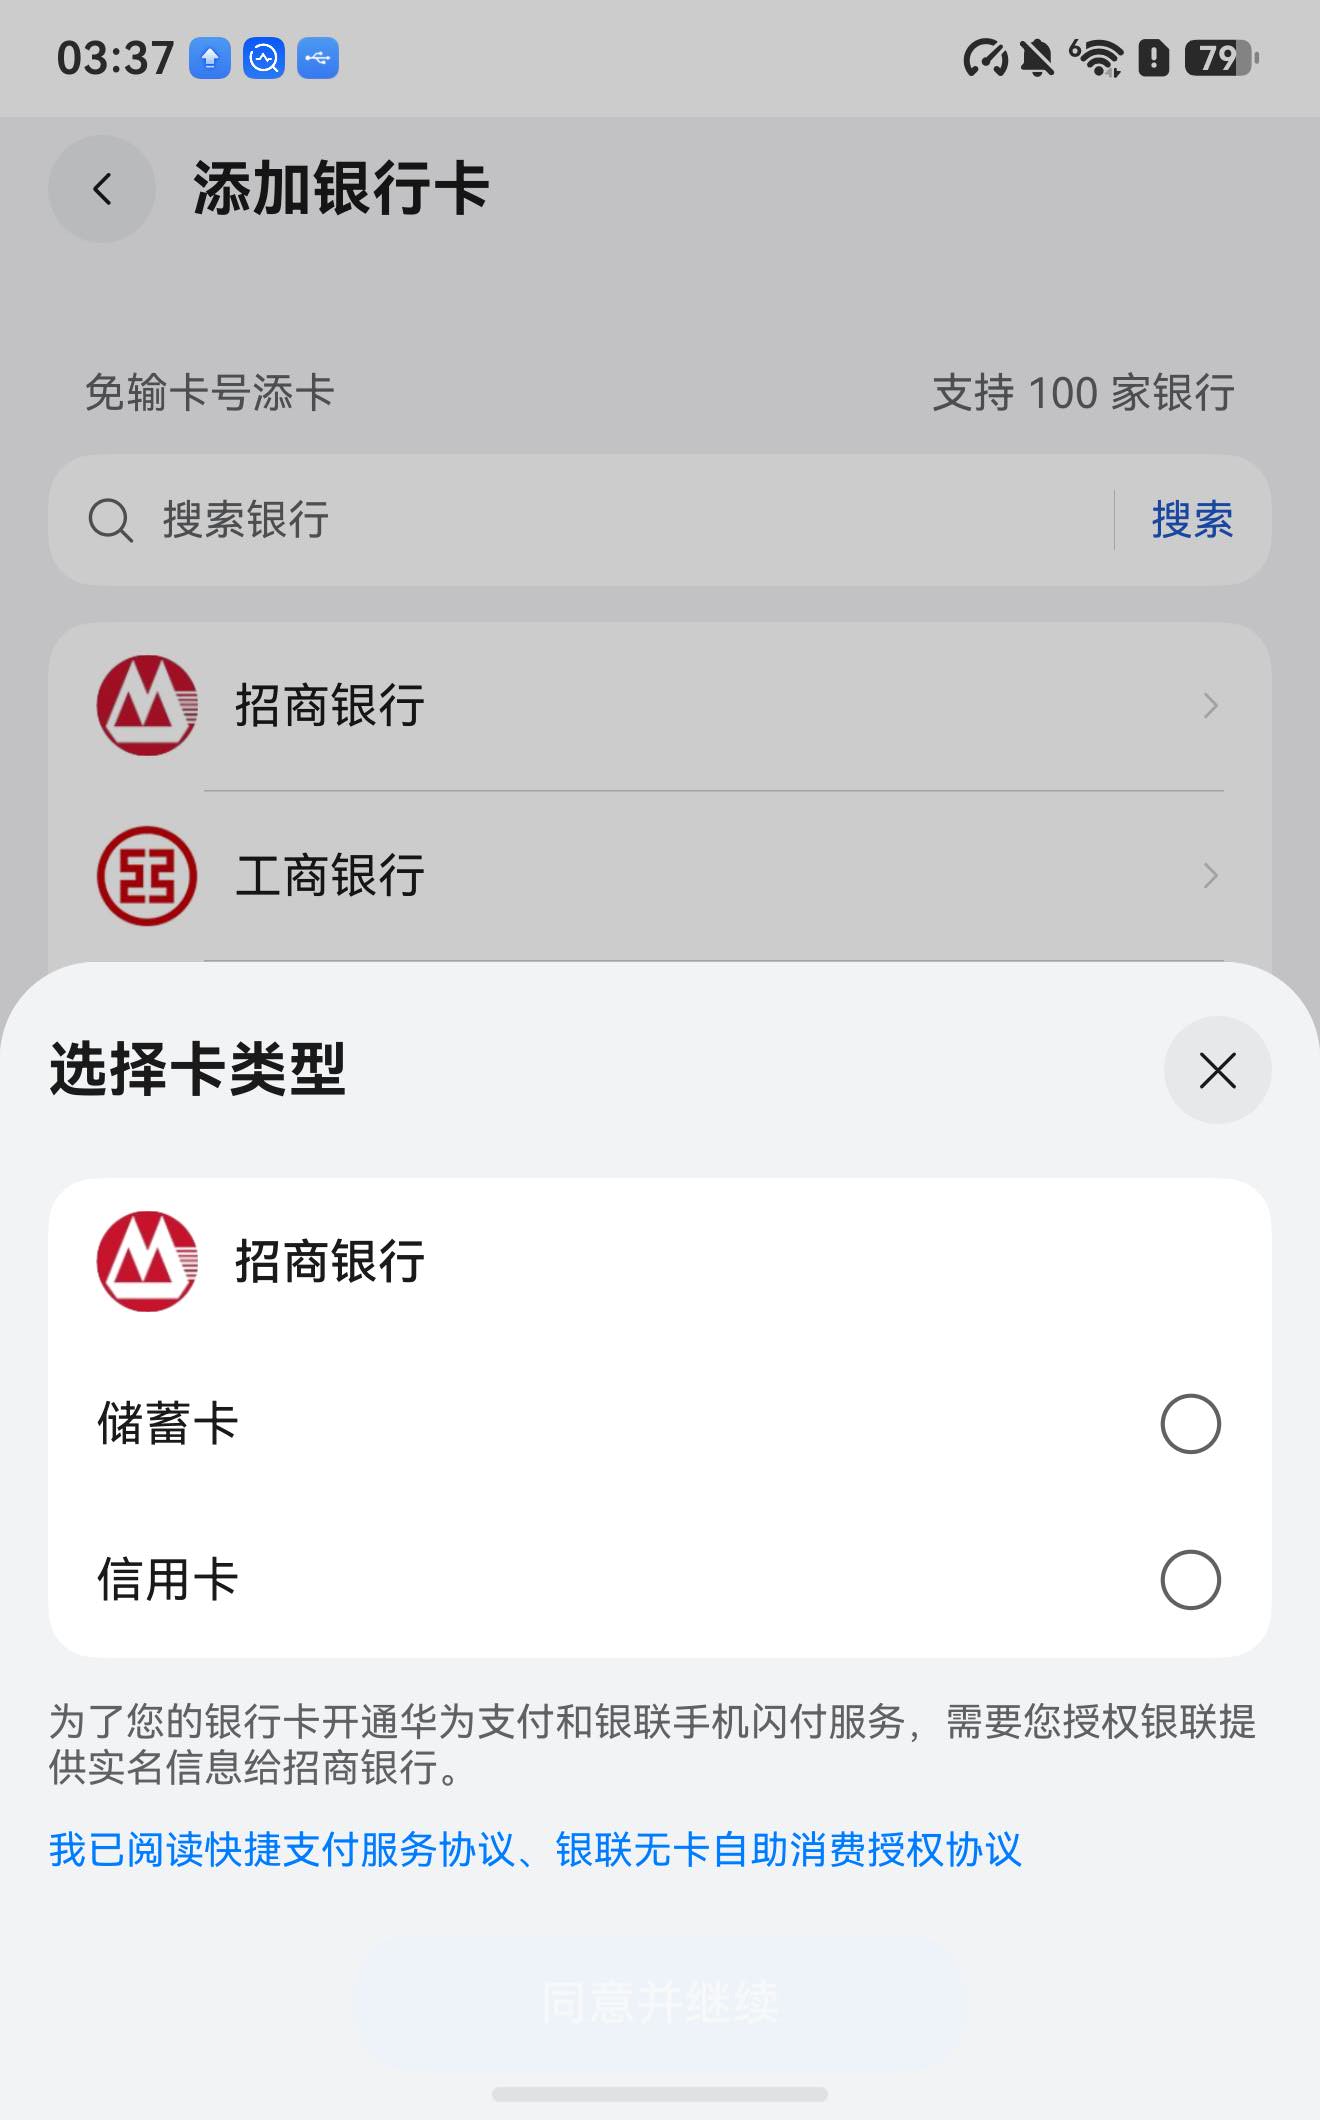 03:37
6
79
添加银行卡
免输卡号添卡
支持 100 家银行
搜索银行
搜索
招商银行
工商银行
选择卡类型
招商银行
储蓄卡
信用卡
为了您的银行卡开通华为支付和银联手机闪付服务，需要您授权银联提
供实名信息给招商银行。
我已阅读快捷支付服务协议、银联无卡自助消费授权协议
同意并继续